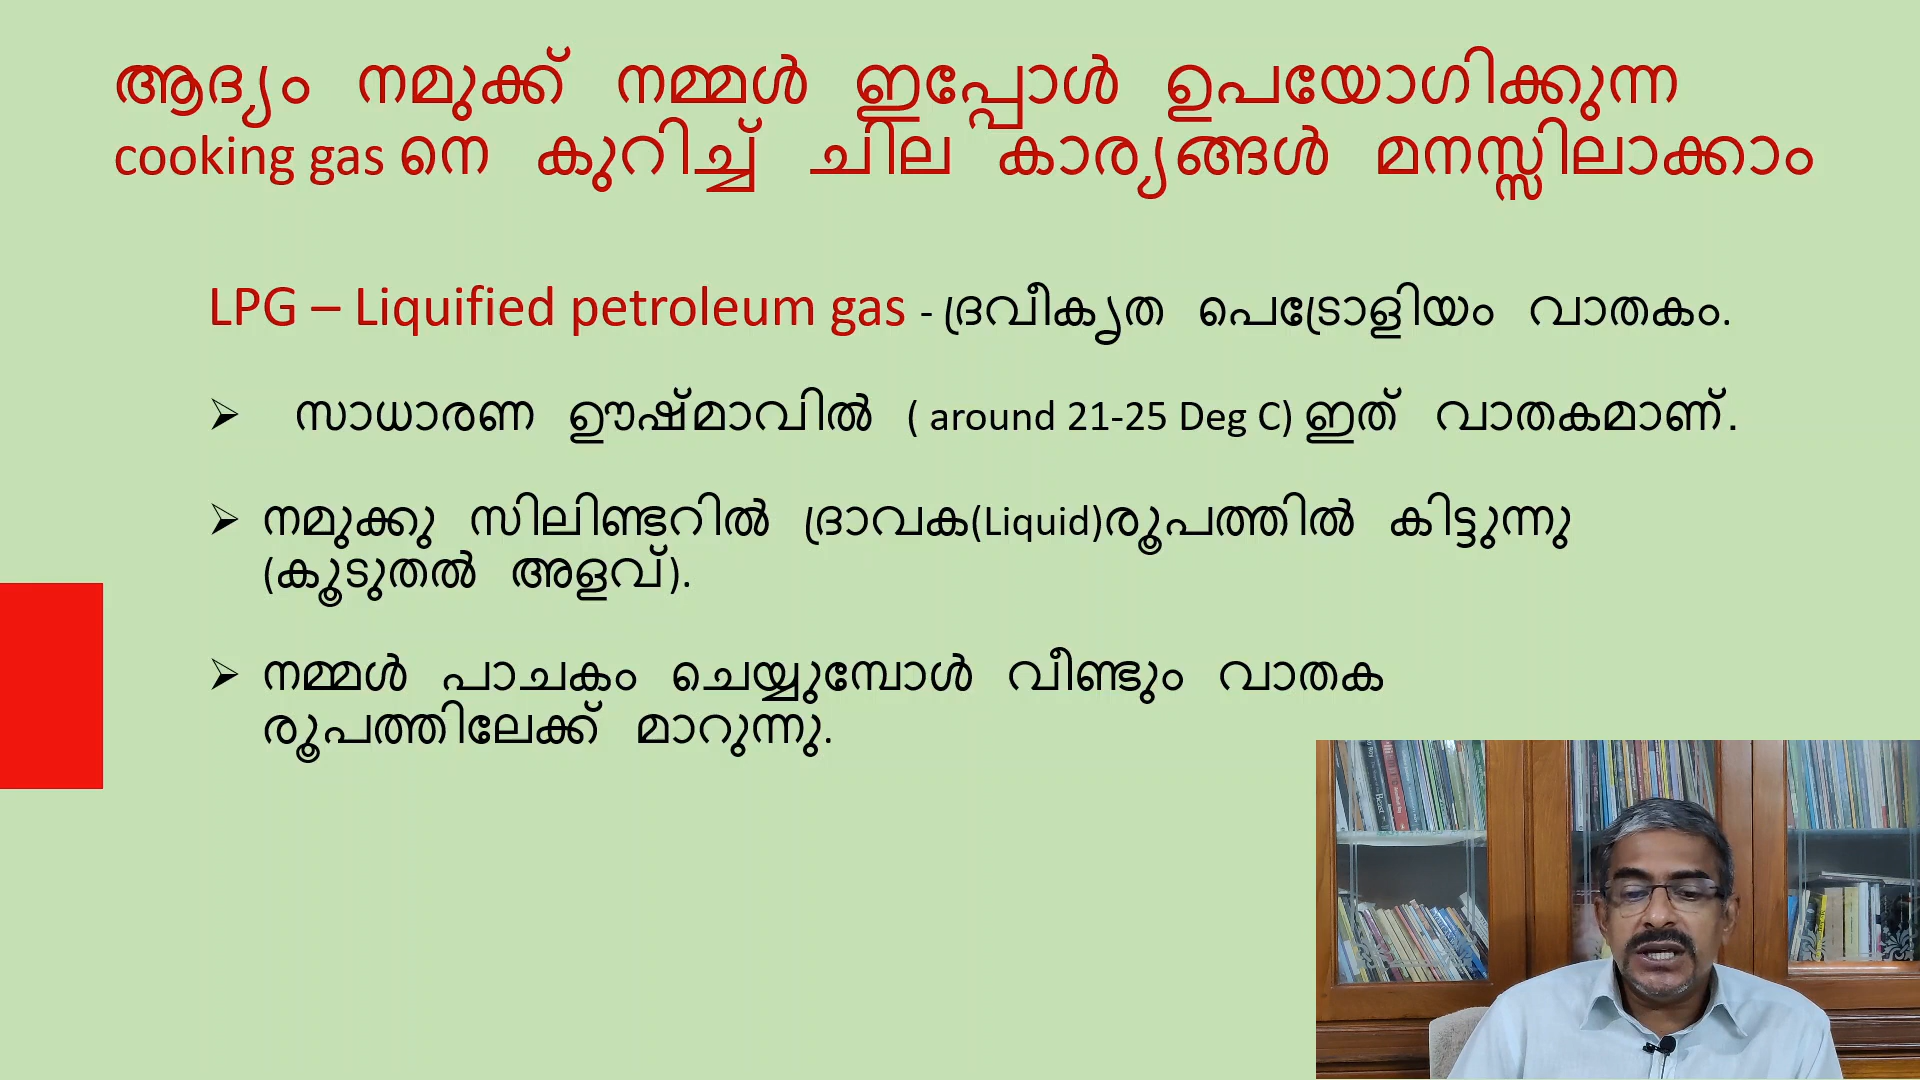 ആദ്യം നമുക്ക് നമ്മൾ ഇപ്പോൾ ഉപയോഗിക്കുന്ന
cooking gas നെ കുറിച്ച് ചില കാര്യങ്ങൾ മനസ്സിലാക്കാം
LPG – Liquified petroleum gas - ദ്രവീകൃത പെട്രോളിയം വാതകം.
➢ സാധാരണ ഊഷ്മാവിൽ ( around 21-25 Deg C) ഇത് വാതകമാണ്.
➢ നമുക്കു സിലിണ്ടറിൽ ദ്രാവക(Liquid)രൂപത്തിൽ കിട്ടുന്നു
(കൂടുതൽ അളവ്).
➢ നമ്മൾ പാചകം ചെയ്യുമ്പോൾ വീണ്ടും വാതക
രൂപത്തിലേക്ക് മാറുന്നു.